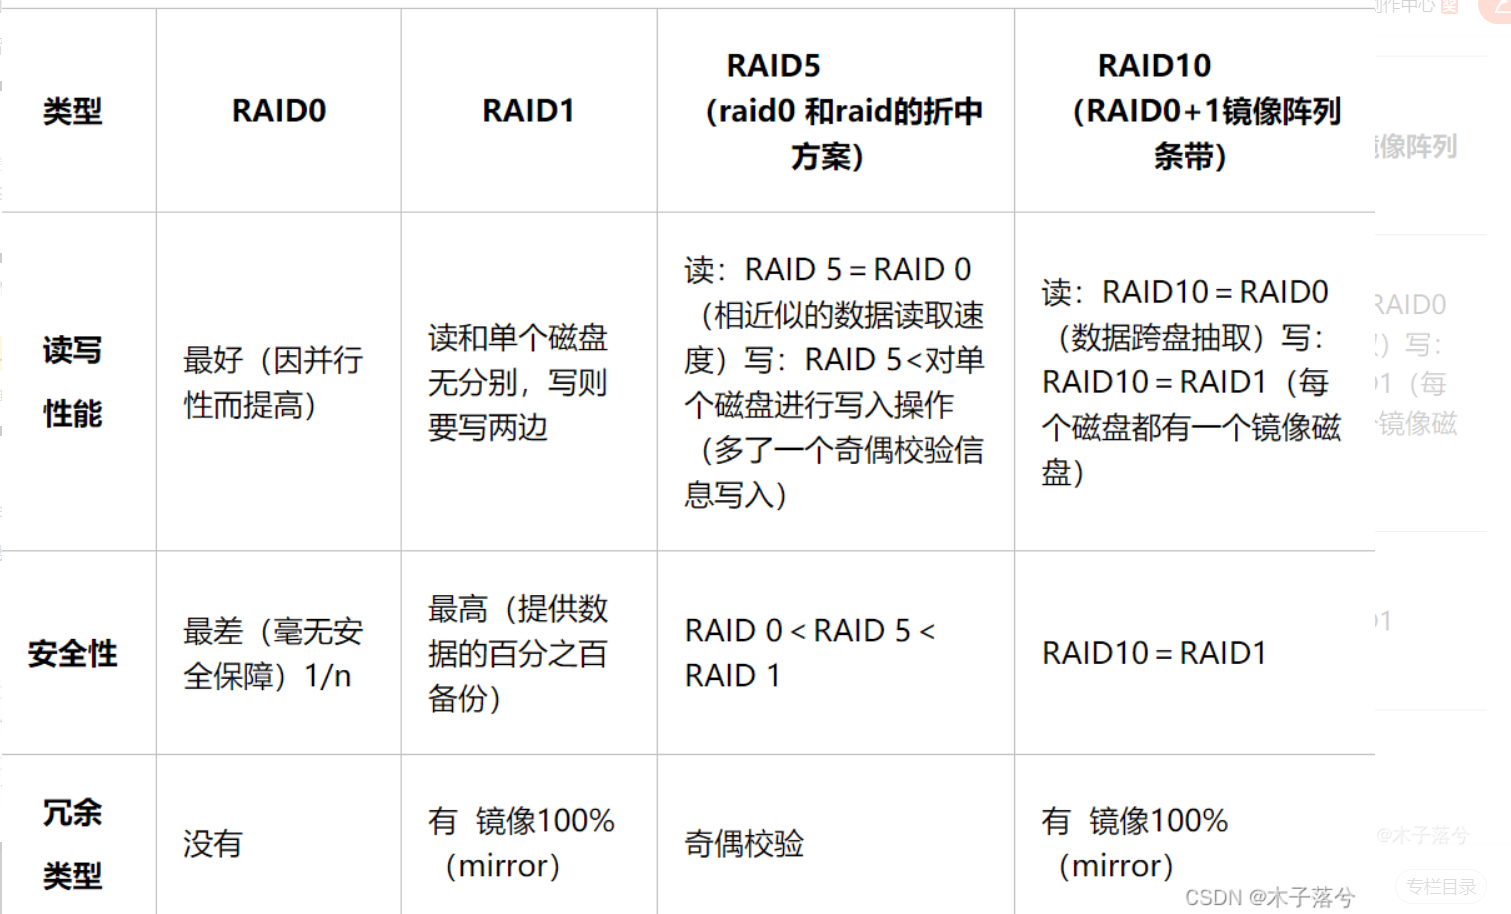 类型
RAID0
RAID1
RAID5
（raid0 和raid的折中
方案）
RAID10
（RAID0+1镜像阵列
条带）
读写
性能
最好（因并行
性而提高）
读和单个磁盘
无分别，写则
要写两边
读：RAID 5＝RAID 0
（相近似的数据读取速
度）写：RAID 5<对单
个磁盘进行写入操作
（多了一个奇偶校验信
息写入）
读：RAID10＝RAID0
（数据跨盘抽取）写：
RAID10＝RAID1（每
个磁盘都有一个镜像磁
盘）
安全性
最差（毫无安
全保障）1/n
最高（提供数
据的百分之百
备份）
RAID 0＜RAID 5＜
RAID 1
RAID10＝RAID1
冗余
类型
没有
有 镜像100%
（mirror）
奇偶校验
有 镜像100%
（mirror）
CSDN @木子落兮
作中心 奖
像阵列
RAID0
）写：
1（每
镜像磁
1
@木子落兮
专栏目录